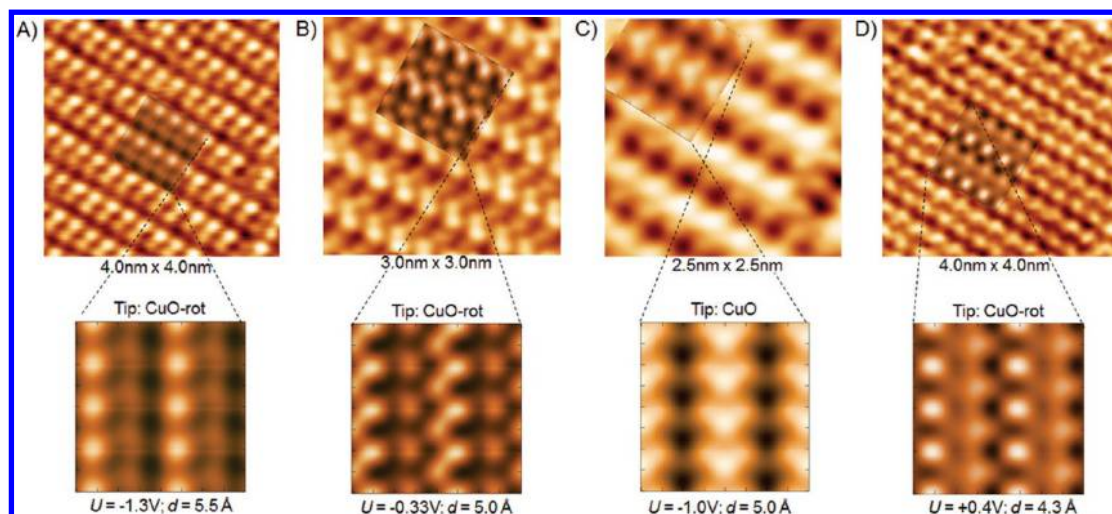 A)
B)
C)
D)
4.0nm x 4.0nm
3.0nm x 3.0nm
2.5nm x 2.5nm
4.0nm x 4.0nm
Tip: CuO-rot
Tip: CuO-rot
Tip: CuO
Tip: CuO-rot
U = -1.3V; d = 5.5 Å
U = -0.33V; d = 5.0 Å
U = -1.0V; d = 5.0 Å
U = +0.4V; d = 4.3 Å